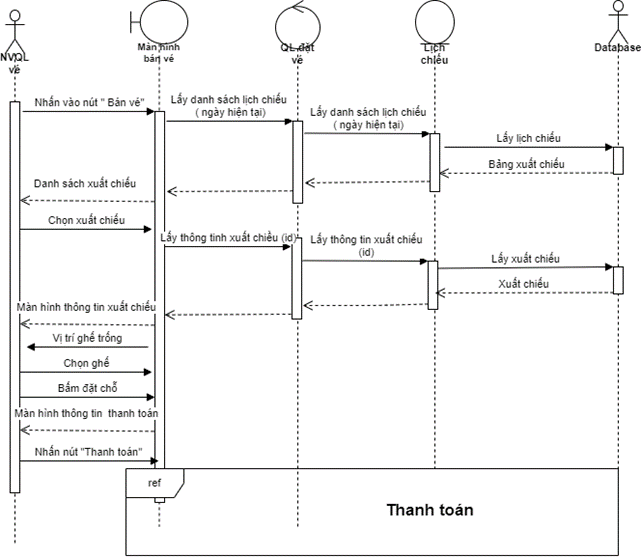 NVQL
vé
Màn hình
bán vé
QL đặt
vé
Lịch
chiếu
Database
Nhấn vào nút " Bán vé"
Lấy danh sách lịch chiếu
( ngày hiện tại)
Lấy danh sách lịch chiếu
( ngày hiện tại)
Lấy lịch chiếu
Bảng xuất chiếu
Danh sách xuất chiếu
Chọn xuất chiếu
Lấy thông tinh xuất chiều (id)
Lấy thông tin xuất chiếu
(id)
Lấy xuất chiếu
Xuất chiếu
Màn hình thông tin xuất chiếu
Vị trí ghế trống
Chọn ghế
Bấm đặt chỗ
Màn hình thông tin thanh toán
Nhấn nút "Thanh toán"
ref
Thanh toán